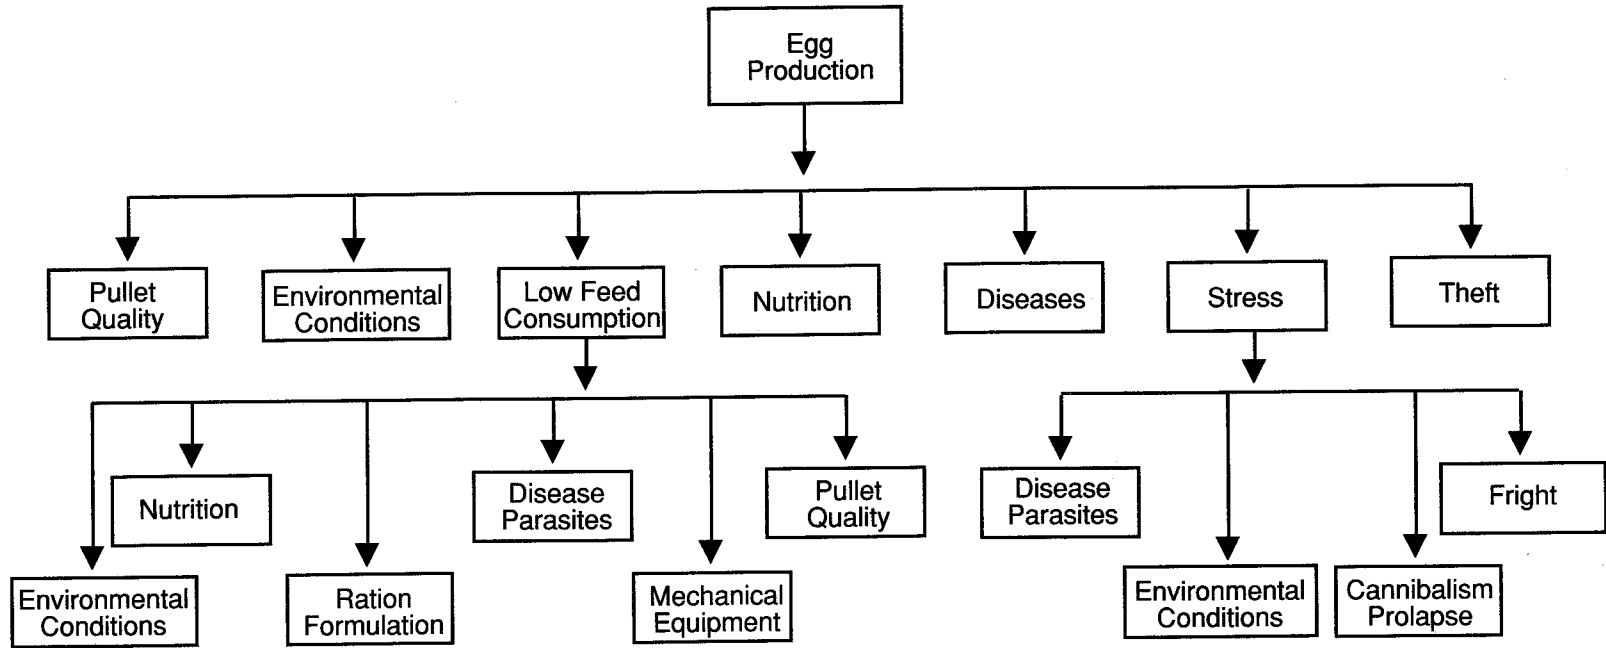 Egg
Production
Pullet
Quality
Environmental
Conditions
Low Feed
Consumption
Nutrition
Diseases
Stress
Theft
Nutrition
Disease
Parasites
Pullet
Quality
Disease
Parasites
Fright
Environmental
Conditions
Ration
Formulation
Mechanical
Equipment
Environmental
Conditions
Cannibalism
Prolapse